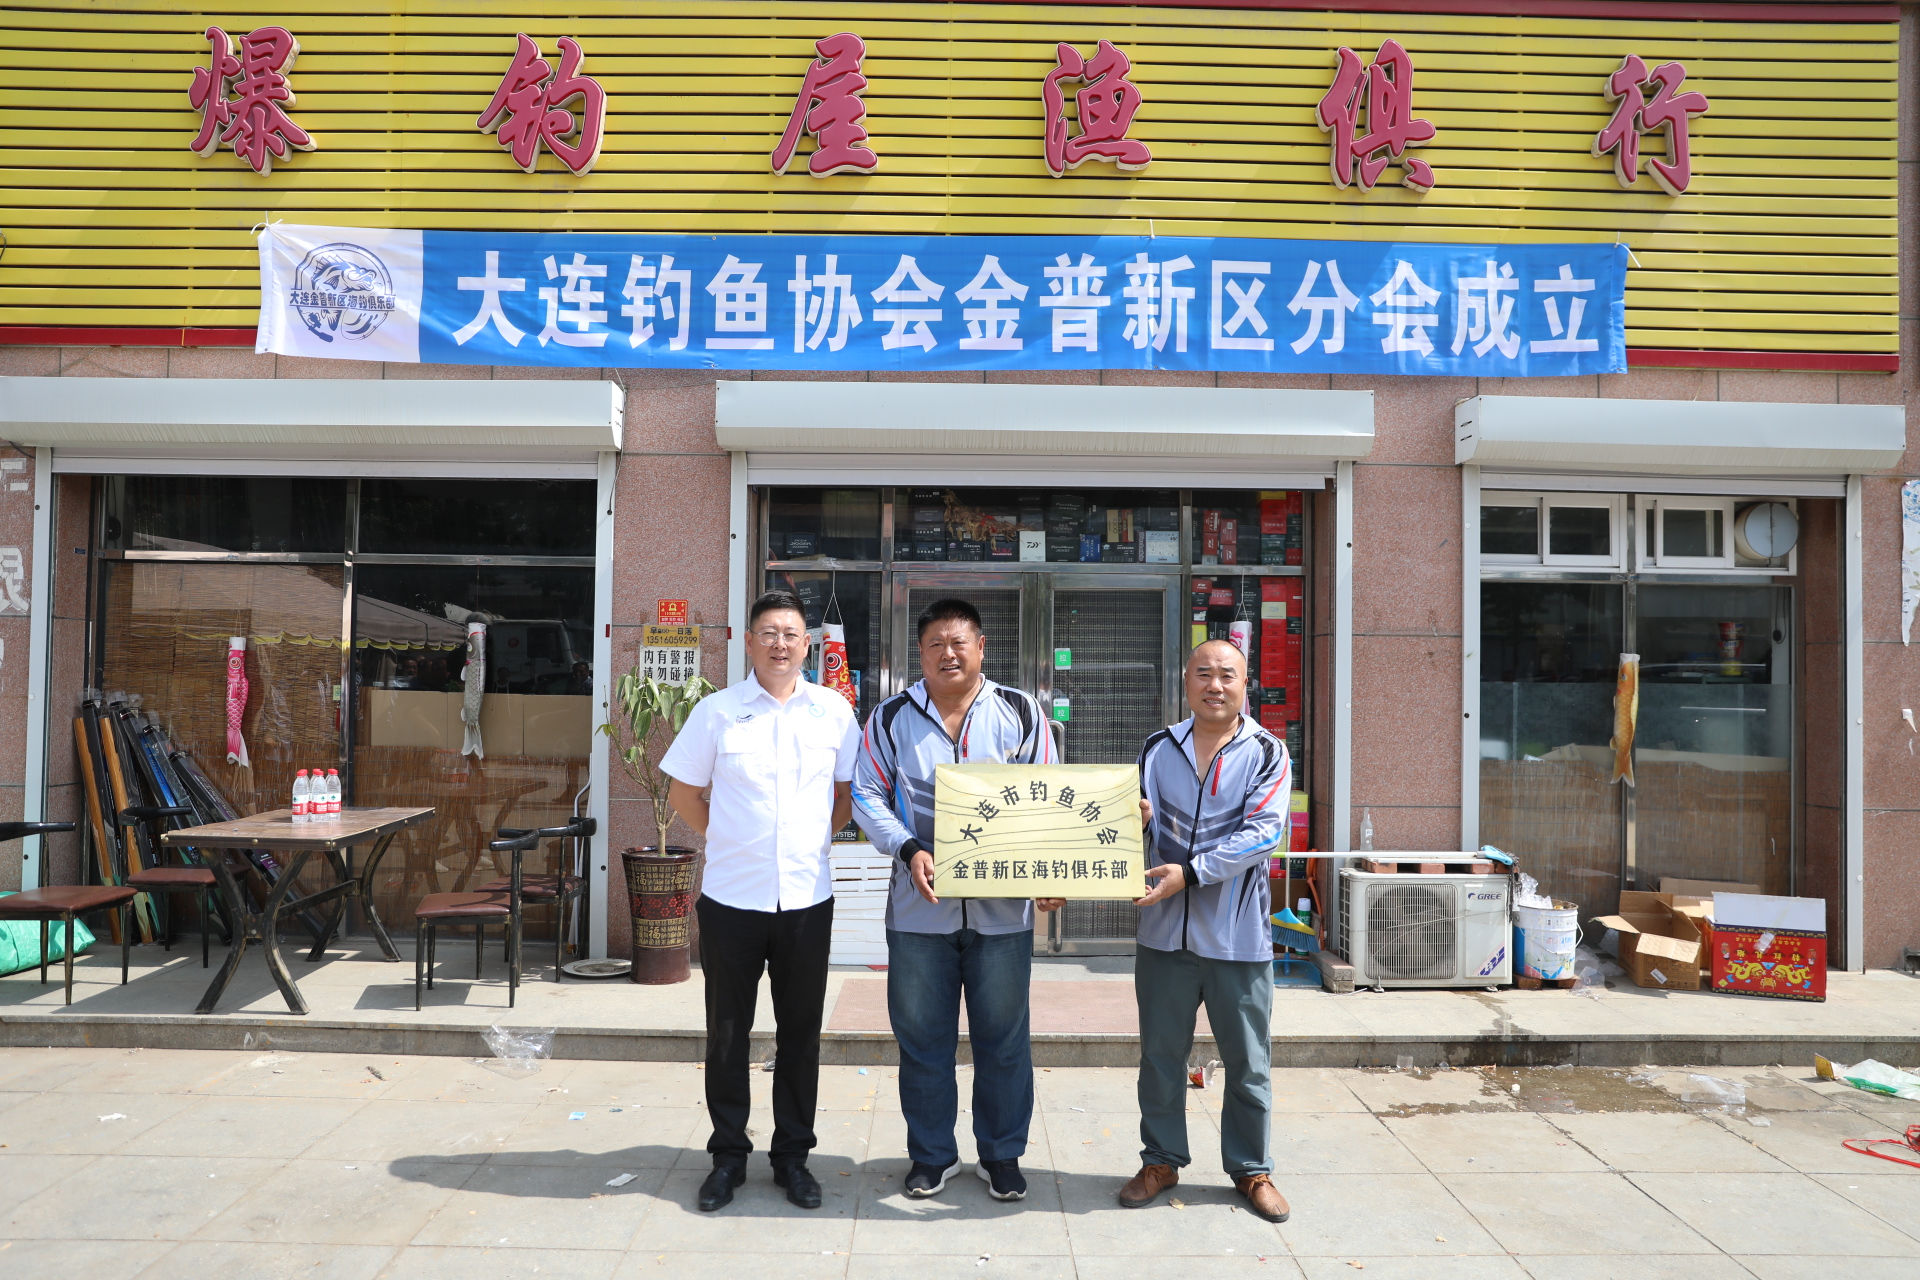 爆钓屋渔俱行
大连金普新区海钓俱乐部
大连钓鱼协会金普新区分会成立
13516059299
内有警报
请勿碰撞
大连市钓鱼协会
金普新区海钓俱乐部
GREE